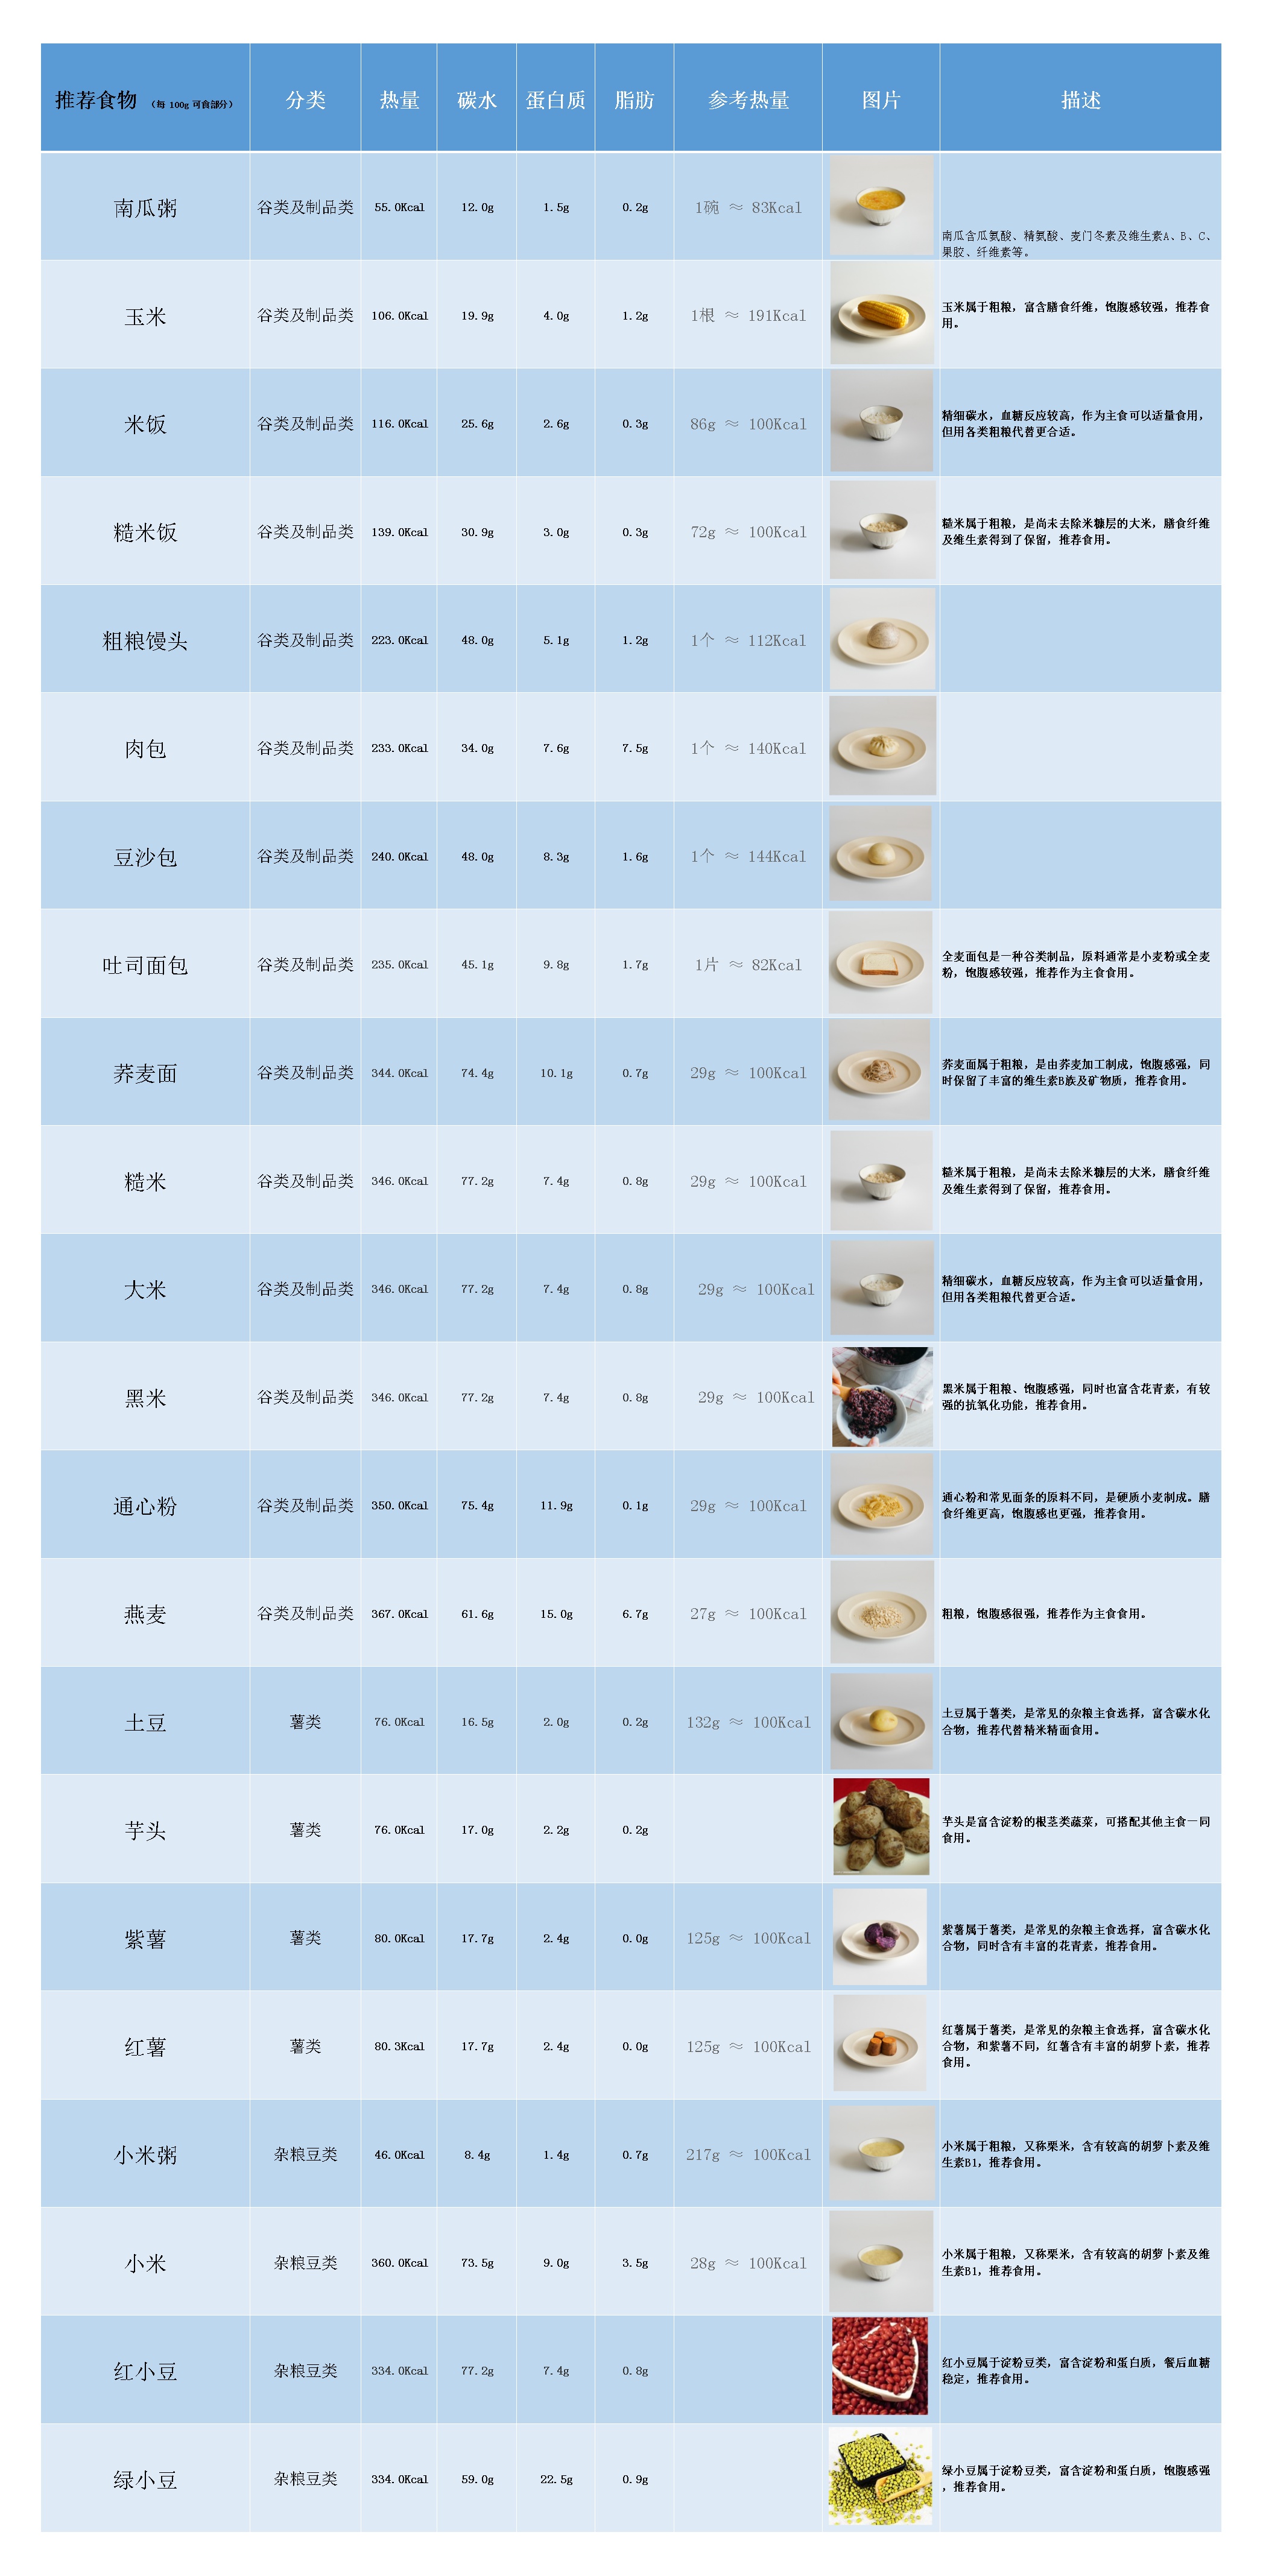 推荐食物 （每 100g 可食部分） 分类 热量 碳水 蛋白质 脂肪 参考热量 图片 描述
南瓜粥 谷类及制品类 55.0Kcal 12.0g 1.5g 0.2g 1碗 ≈ 83Kcal
南瓜含瓜氨酸、精氨酸、麦门冬素及维生素A、B、C、
果胶、纤维素等。
玉米 谷类及制品类 106.0Kcal 19.9g 4.0g 1.2g 1根 ≈ 191Kcal
玉米属于粗粮，富含膳食纤维，饱腹感较强，推荐食
用。
米饭 谷类及制品类 116.0Kcal 25.6g 2.6g 0.3g 86g ≈ 100Kcal
精细碳水，血糖反应较高，作为主食可以适量食用，
但用各类粗粮代替更合适。
糙米饭 谷类及制品类 139.0Kcal 30.9g 3.0g 0.3g 72g ≈ 100Kcal
糙米属于粗粮，是尚未去除米糠层的大米，膳食纤维
及维生素得到了保留，推荐食用。
粗粮馒头 谷类及制品类 223.0Kcal 48.0g 5.1g 1.2g 1个 ≈ 112Kcal
肉包 谷类及制品类 233.0Kcal 34.0g 7.6g 7.5g 1个 ≈ 140Kcal
豆沙包 谷类及制品类 240.0Kcal 48.0g 8.3g 1.6g 1个 ≈ 144Kcal
吐司面包 谷类及制品类 235.0Kcal 45.1g 9.8g 1.7g 1片 ≈ 82Kcal
全麦面包是一种谷类制品，原料通常是小麦粉或全麦
粉，饱腹感较强，推荐作为主食食用。
荞麦面 谷类及制品类 344.0Kcal 74.4g 10.1g 0.7g 29g ≈ 100Kcal
荞麦面属于粗粮，是由荞麦加工制成，饱腹感强，同
时保留了丰富的维生素B族及矿物质，推荐食用。
糙米 谷类及制品类 346.0Kcal 77.2g 7.4g 0.8g 29g ≈ 100Kcal
糙米属于粗粮，是尚未去除米糠层的大米，膳食纤维
及维生素得到了保留，推荐食用。
大米 谷类及制品类 346.0Kcal 77.2g 7.4g 0.8g 29g ≈ 100Kcal
精细碳水，血糖反应较高，作为主食可以适量食用，
但用各类粗粮代替更合适。
黑米 谷类及制品类 346.0Kcal 77.2g 7.4g 0.8g 29g ≈ 100Kcal
黑米属于粗粮、饱腹感强，同时也富含花青素，有较
强的抗氧化功能，推荐食用。
通心粉 谷类及制品类 350.0Kcal 75.4g 11.9g 0.1g 29g ≈ 100Kcal
通心粉和常见面条的原料不同，是硬质小麦制成。膳
食纤维更高，饱腹感也更强，推荐食用。
燕麦 谷类及制品类 367.0Kcal 61.6g 15.0g 6.7g 27g ≈ 100Kcal
粗粮，饱腹感很强，推荐作为主食食用。
土豆 薯类 76.0Kcal 16.5g 2.0g 0.2g 132g ≈ 100Kcal
土豆属于薯类，是常见的杂粮主食选择，富含碳水化
合物，推荐代替精米精面食用。
芋头 薯类 76.0Kcal 17.0g 2.2g 0.2g
芋头是富含淀粉的根茎类蔬菜，可搭配其他主食一同
食用。
紫薯 薯类 80.0Kcal 17.7g 2.4g 0.0g 125g ≈ 100Kcal
紫薯属于薯类，是常见的杂粮主食选择，富含碳水化
合物，同时含有丰富的花青素，推荐食用。
红薯 薯类 80.3Kcal 17.7g 2.4g 0.0g 125g ≈ 100Kcal
红薯属于薯类，是常见的杂粮主食选择，富含碳水化
合物，和紫薯不同，红薯含有丰富的胡萝卜素，推荐
食用。
小米粥 杂粮豆类 46.0Kcal 8.4g 1.4g 0.7g 217g ≈ 100Kcal
小米属于粗粮，又称粟米，含有较高的胡萝卜素及维
生素B1，推荐食用。
小米 杂粮豆类 360.0Kcal 73.5g 9.0g 3.5g 28g ≈ 100Kcal
小米属于粗粮，又称粟米，含有较高的胡萝卜素及维
生素B1，推荐食用。
红小豆 杂粮豆类 334.0Kcal 77.2g 7.4g 0.8g
红小豆属于淀粉豆类，富含淀粉和蛋白质，餐后血糖
稳定，推荐食用。
绿小豆 杂粮豆类 334.0Kcal 59.0g 22.5g 0.9g
绿小豆属于淀粉豆类，富含淀粉和蛋白质，饱腹感强
，推荐食用。